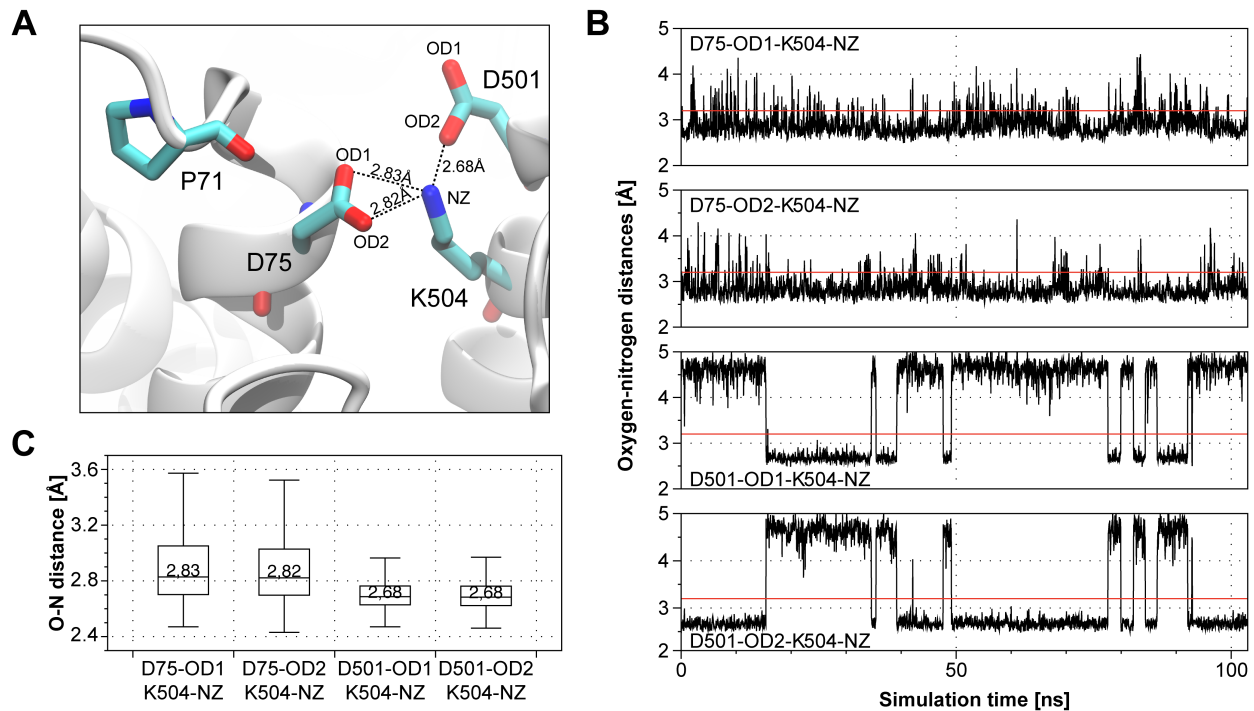 A
OD1
D501
OD2
OD1
2.83Å
2.68Å
P71
2.82Å
NZ
OD2
D75
K504
B
Oxygen-nitrogen distances [Å]
5
D75-OD1-K504-NZ
4
3
2
5
D75-OD2-K504-NZ
4
3
2
5
4
3
D501-OD1-K504-NZ
2
5
4
3
D501-OD2-K504-NZ
2
0
50
100
Simulation time [ns]
C
O-N distance [Å]
3.6
3.2
2.8
2.4
2,83
2,82
2,68
2,68
D75-OD1 D75-OD2 D501-OD1 D501-OD2
K504-NZ K504-NZ K504-NZ K504-NZ